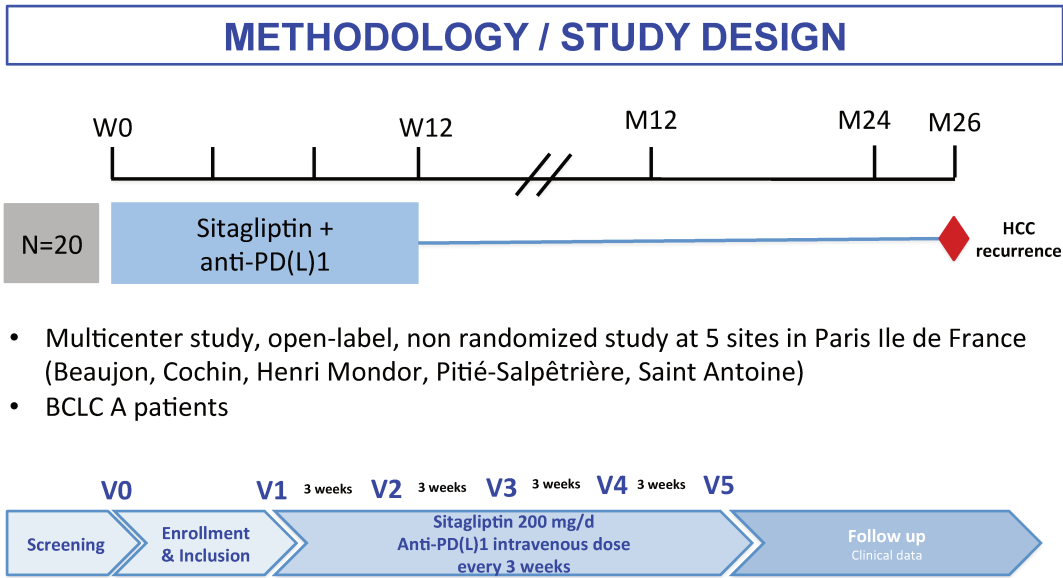 METHODOLOGY / STUDY DESIGN
W0
W12
M12
M24
M26
N=20
Sitagliptin +
anti-PD(L)1
HCC
recurrence
• Multicenter study, open-label, non randomized study at 5 sites in Paris Ile de France
(Beaujon, Cochin, Henri Mondor, Pitié-Salpêtrière, Saint Antoine)
• BCLC A patients
V0
V1 3 weeks V2 3 weeks V3 3 weeks V4 3 weeks V5
Screening
Enrollment
& Inclusion
Sitagliptin 200 mg/d
Anti-PD(L)1 intravenous dose
every 3 weeks
Follow up
Clinical data